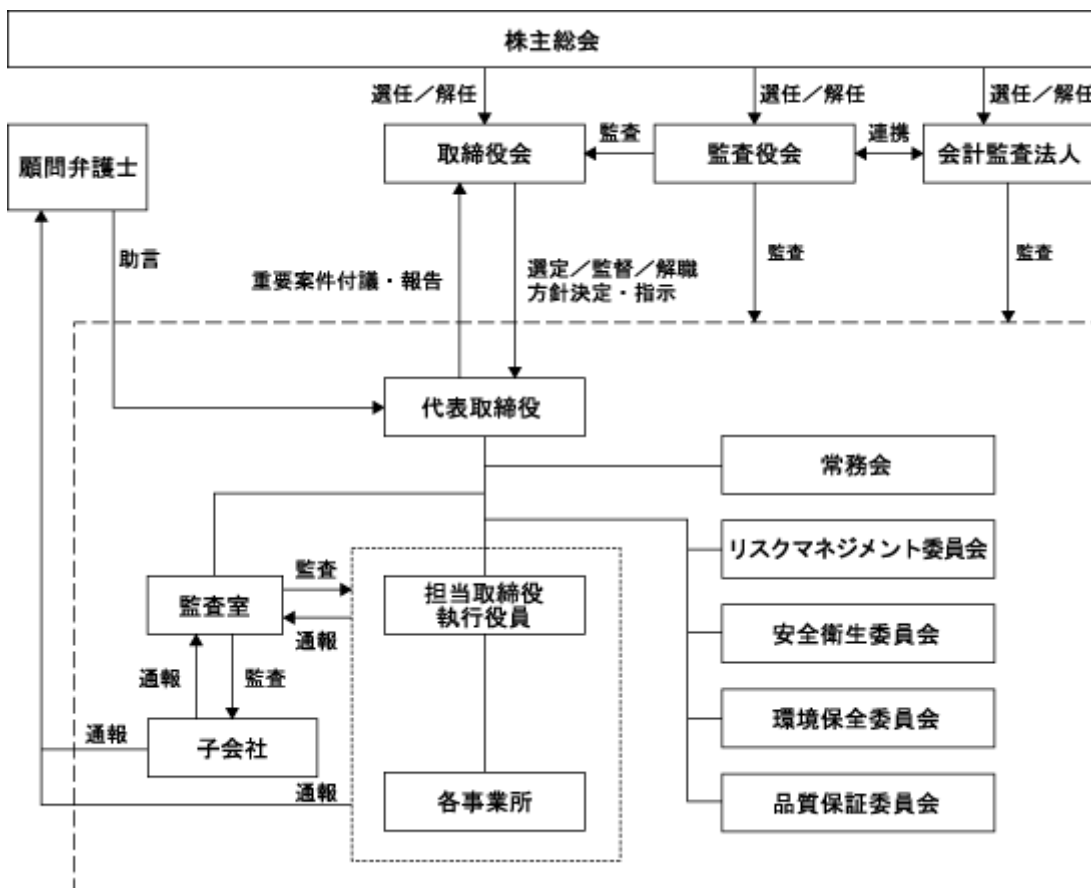 株主総会
選任／解任
選任／解任
選任／解任
顧問弁護士
取締役会
監査
監査役会
連携
会計監査法人
助言
重要案件付議・報告
選定／監督／解職
方針決定・指示
監査
監査
代表取締役
常務会
リスクマネジメント委員会
監査
監査室
通報
担当取締役
執行役員
安全衛生委員会
通報
監査
通報
子会社
環境保全委員会
通報
各事業所
品質保証委員会